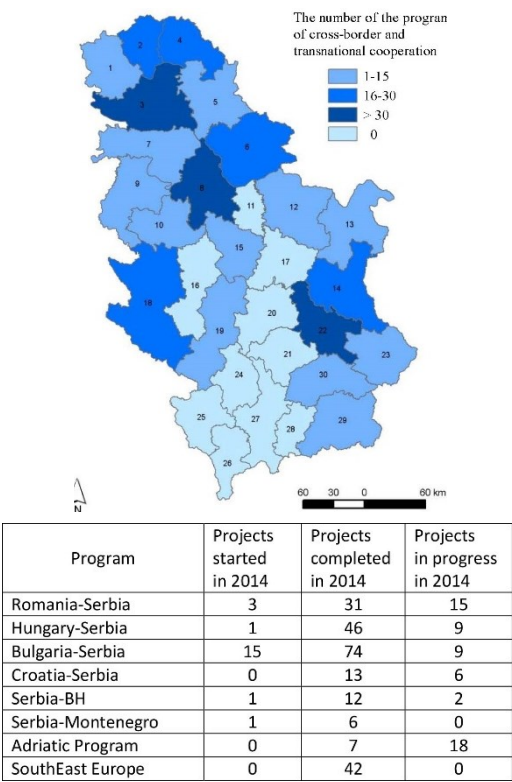 The number of the progran
of cross-border and
transnational cooperation
1-15
16-30
> 30
0
1
2
4
3
5
7
6
8
9
11
12
10
13
15
16
17
14
18
20
19
22
21
23
24
30
25
27
28
29
26
N
60 30 0 60 km
Program | Projects started in 2014 | Projects completed in 2014 | Projects in progress in 2014
Romania-Serbia 3 31 15
Hungary-Serbia 1 46 9
Bulgaria-Serbia 15 74 9
Croatia-Serbia 0 13 6
Serbia-BH 1 12 2
Serbia-Montenegro 1 6 0
Adriatic Program 0 7 18
SouthEast Europe 0 42 0